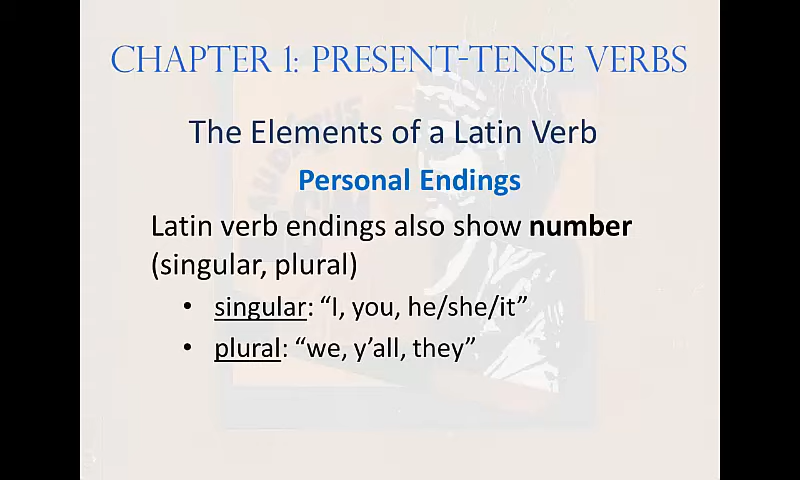 CHAPTER 1: PRESENT-TENSE VERBS
The Elements of a Latin Verb
Personal Endings
Latin verb endings also show number
(singular, plural)
• singular: “I, you, he/she/it”
• plural: “we, y’all, they”